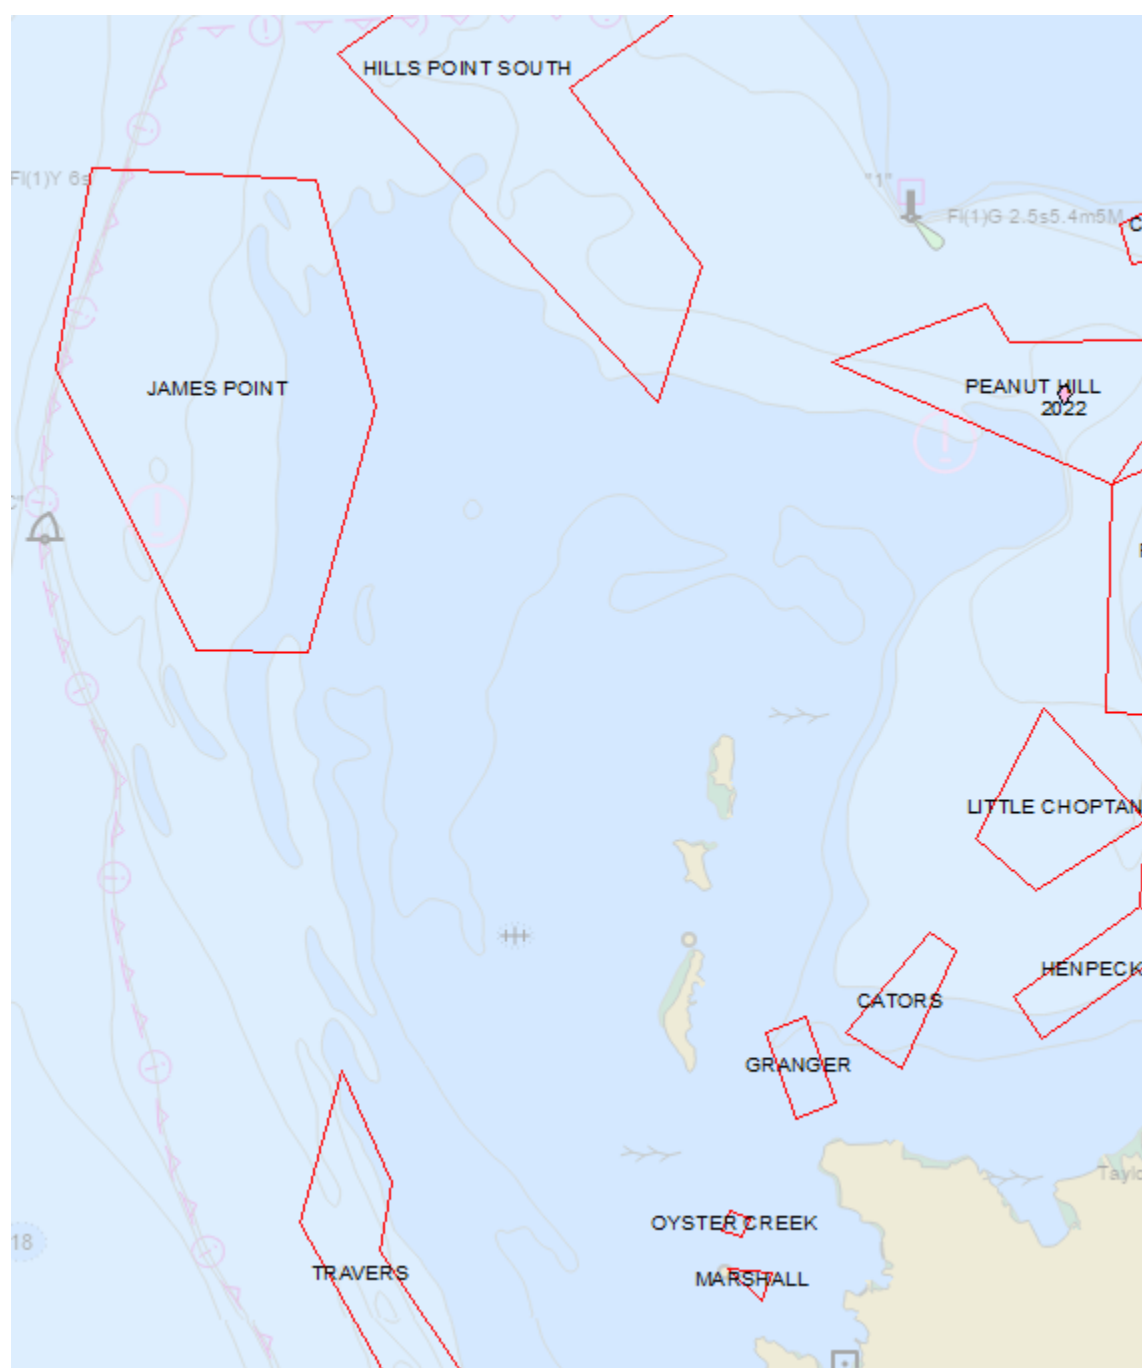 HILLS POINT SOUTH
Fl(1)Y 6s
"1"
Fl(1)G 2.5s5.4m5M
C
JAMES POINT
PEANUT HILL
2022
C"
LITTLE CHOPTAN
HENPECK
CATORS
GRANGER
Taylo
OYSTER CREEK
18
TRAVERS
MARSHALL